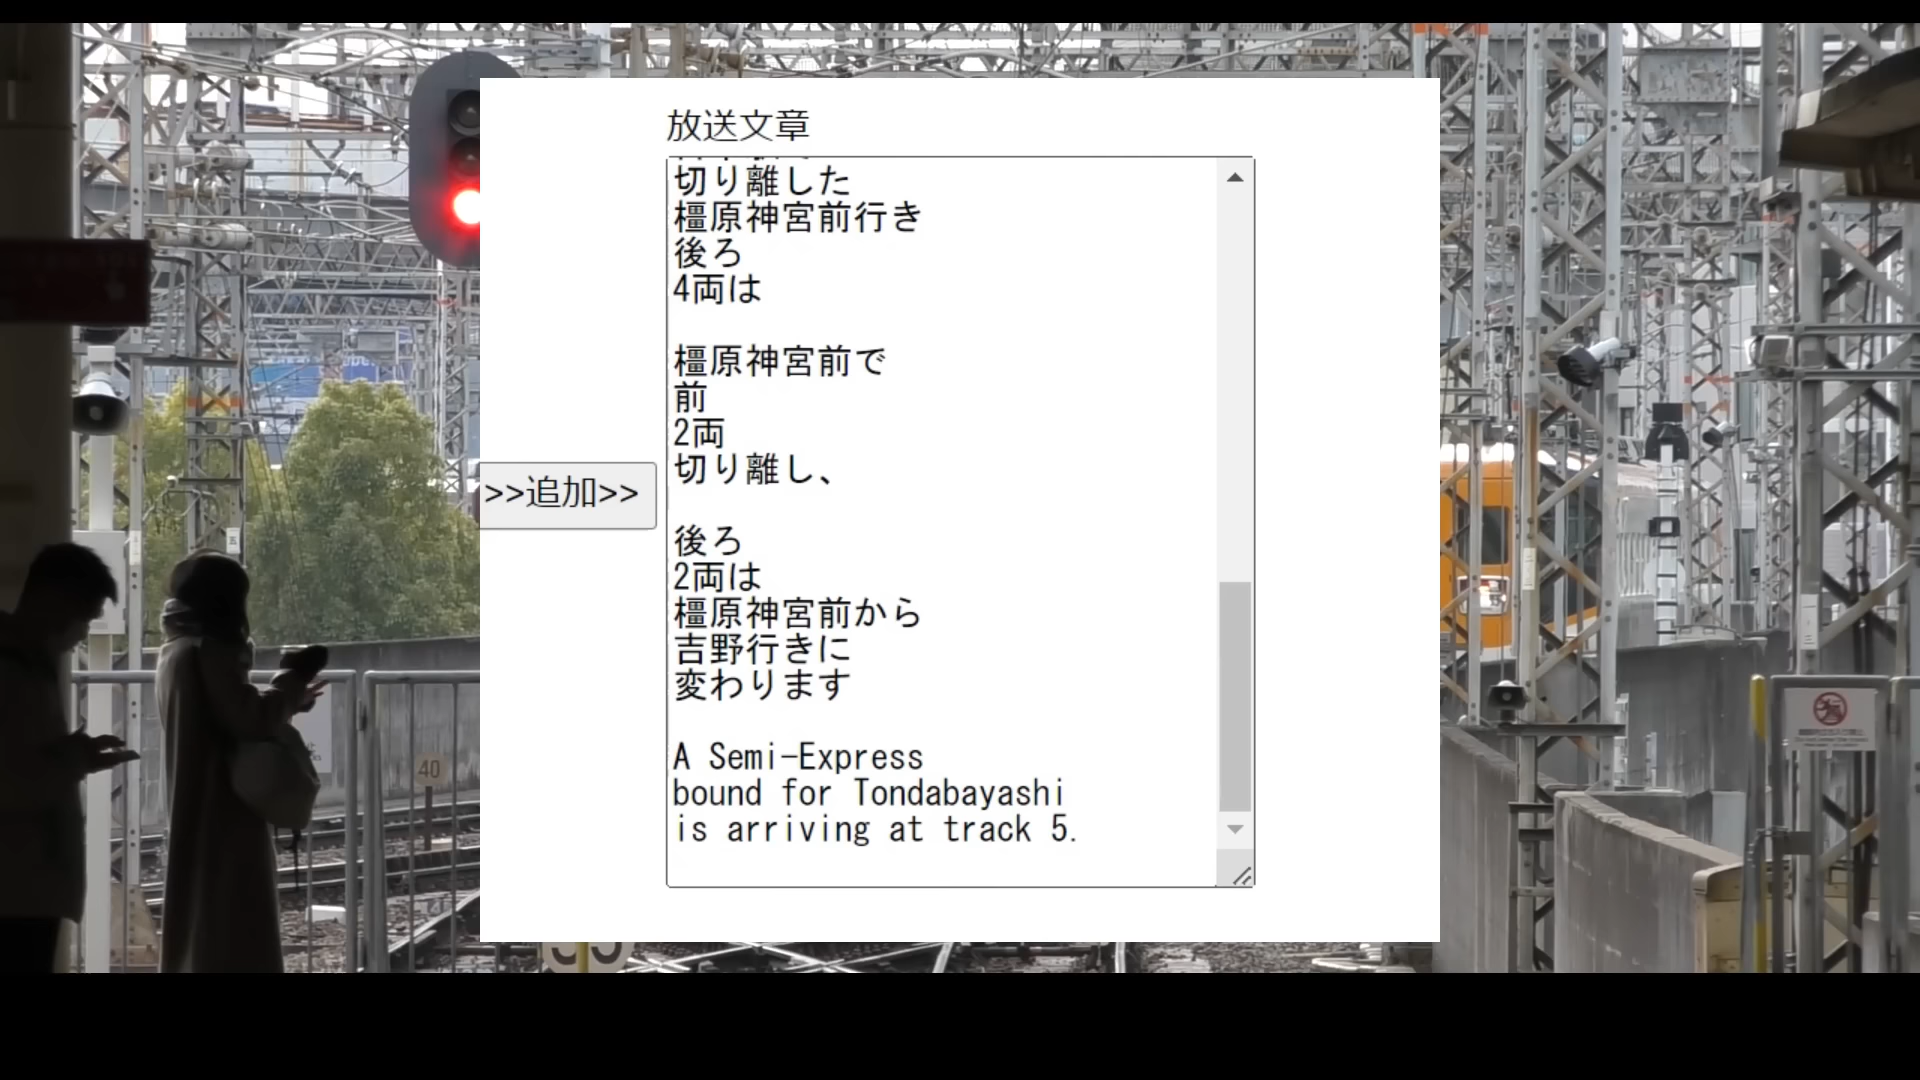 放送文章
切り離した
橿原神宮前行き
後ろ
4両は
橿原神宮前で
前
2両
切り離し、
>>追加>>
後ろ
2両は
橿原神宮前から
吉野行きに
変わります
A Semi-Express
bound for Tondabayashi
is arriving at track 5.
40